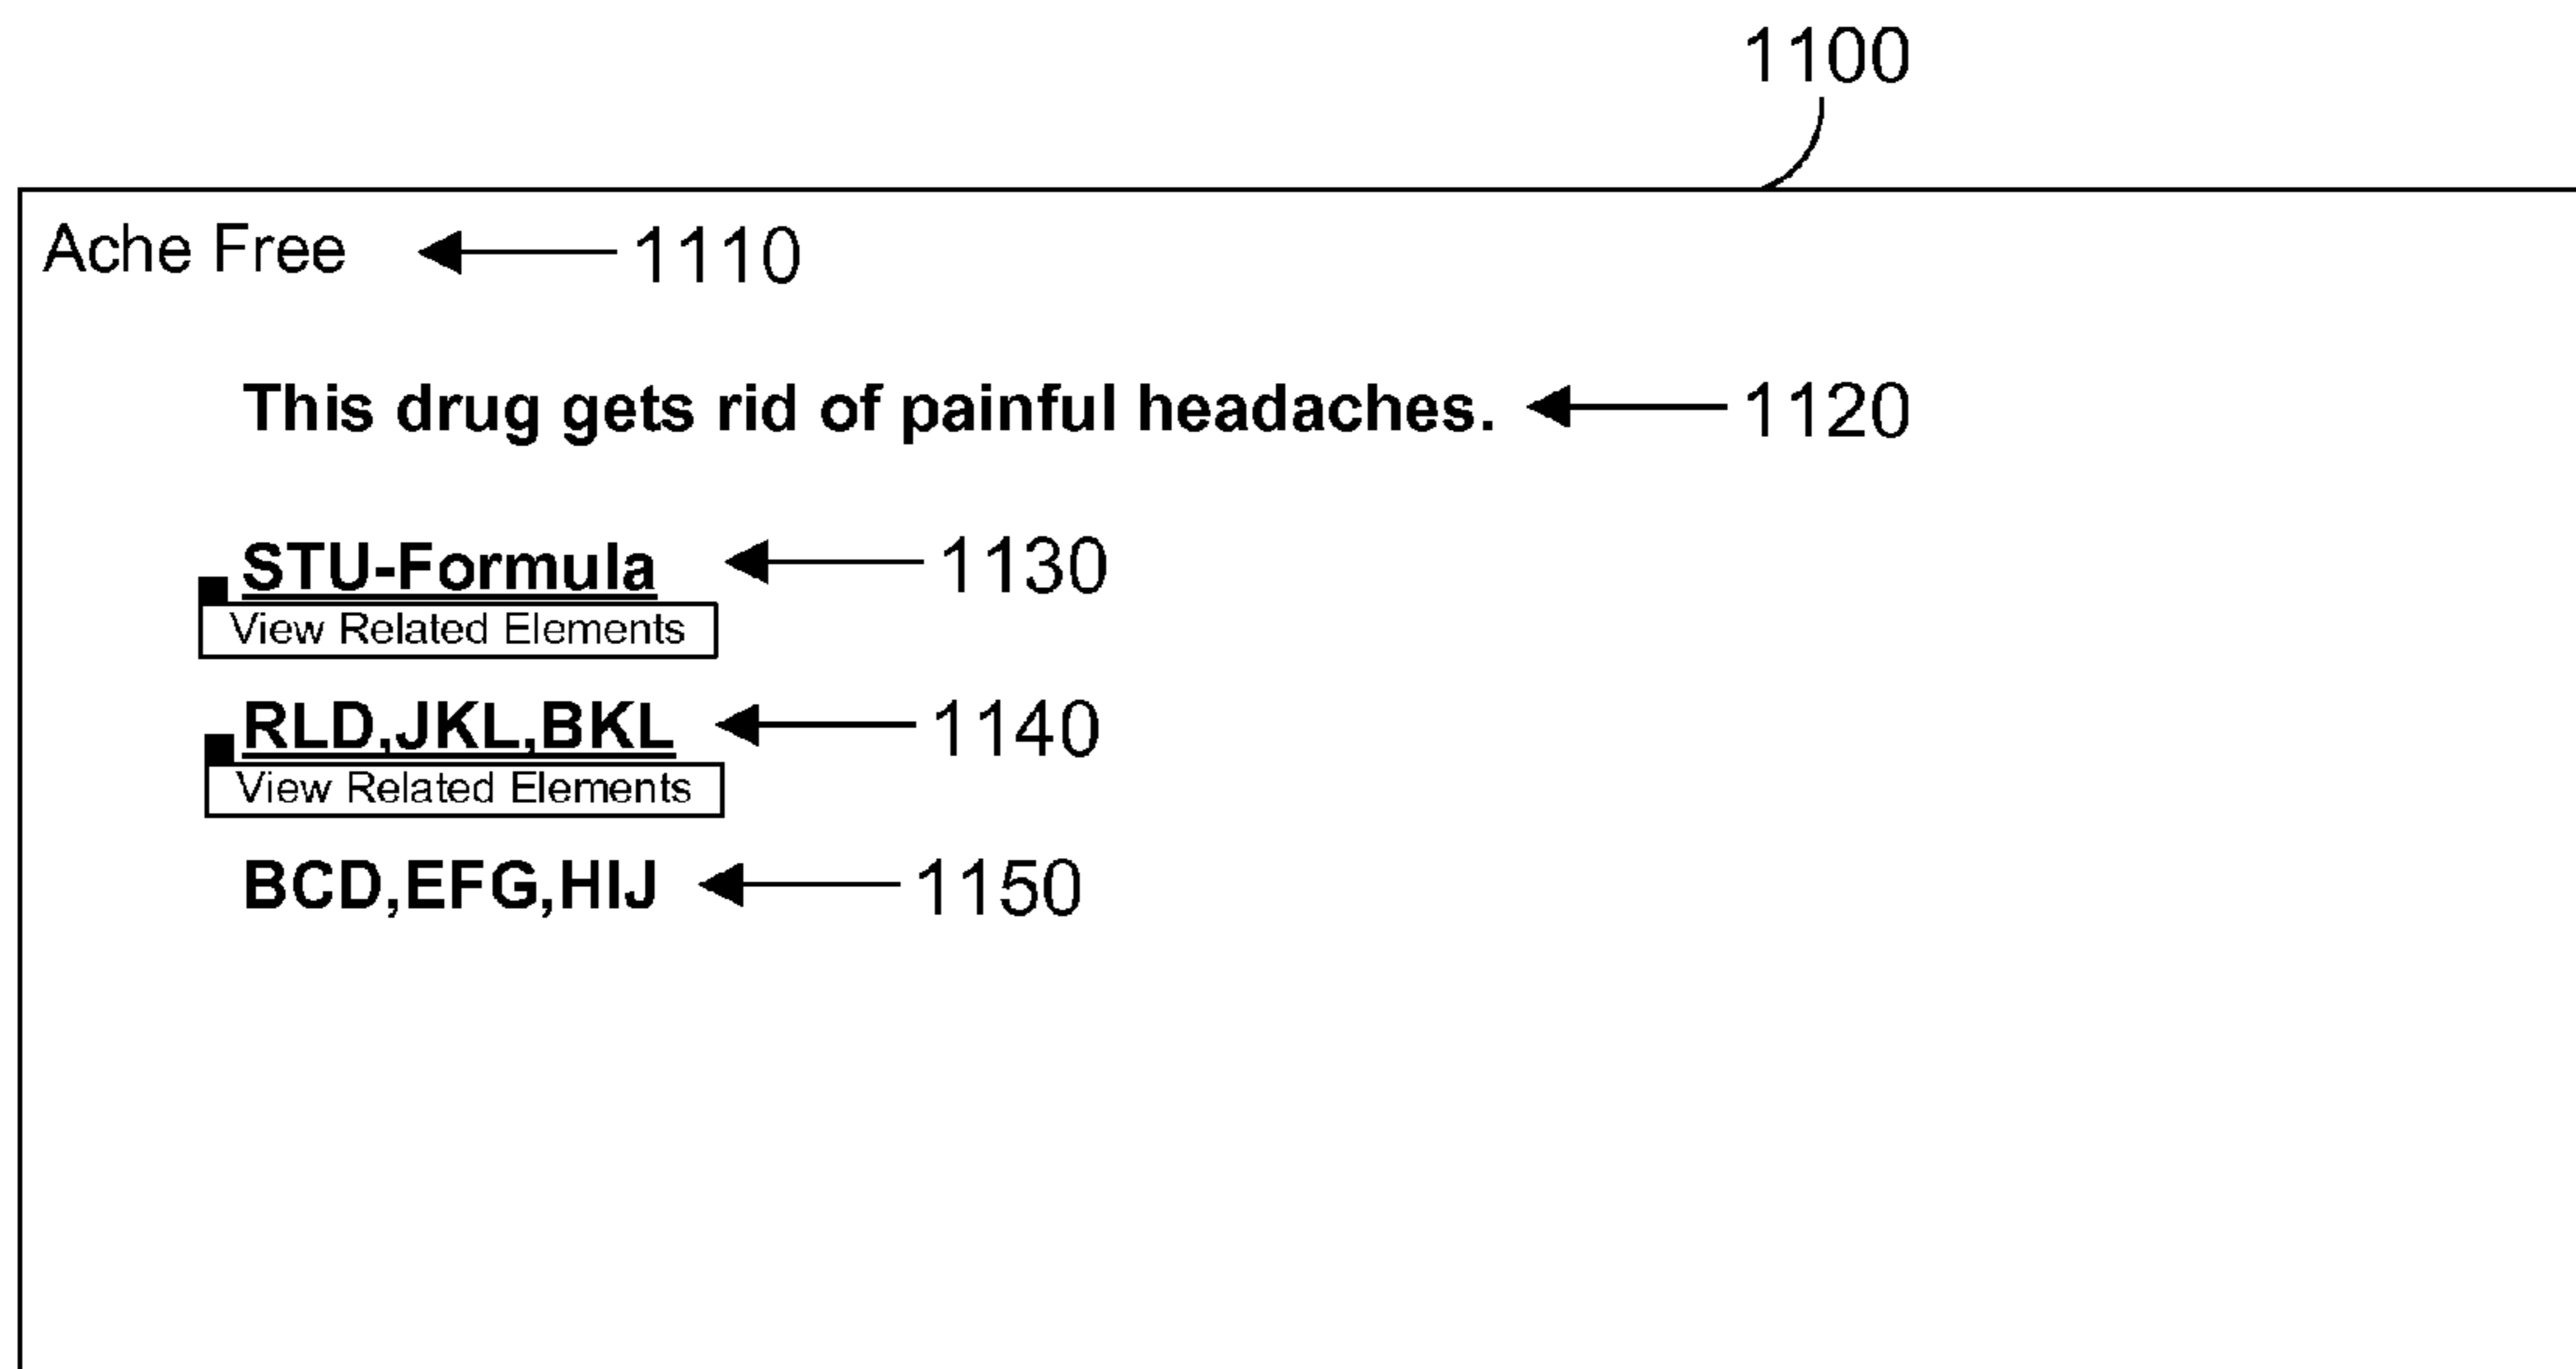 1100
Ache Free 1110
This drug gets rid of painful headaches. 1120
STU-Formula 1130
View Related Elements
RLD,JKL,BKL 1140
View Related Elements
BCD,EFG,HIJ 1150